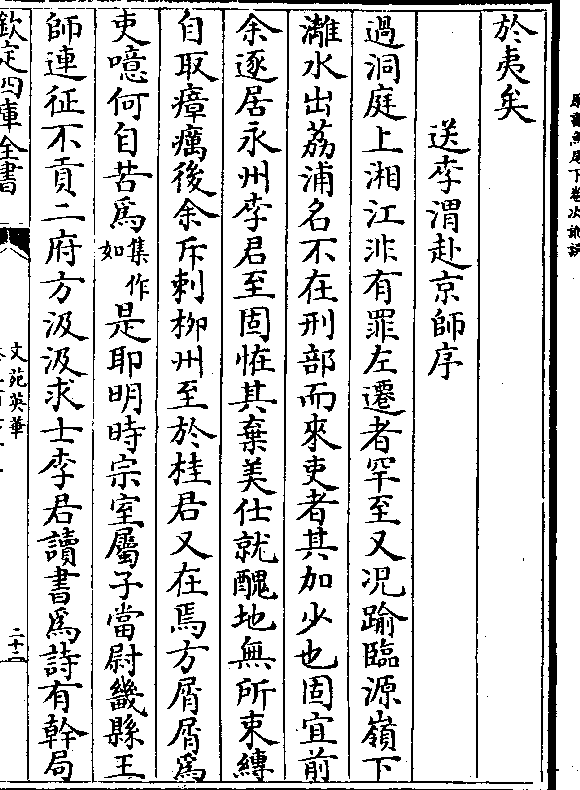 於夷矣
送李渭赴京師序
過洞庭上湘江非有罪左遷者罕至又况踰臨源嶺下
灕水出荔浦名不在刑部而來吏者其加少也固宜前
余逐居永州李君至固恠其棄美仕就醜地無所束縛
自取瘴癘後余斥刺柳州至於桂君又在焉方屑屑為
吏噫何自苦為集作如是耶明時宗室屬子當尉畿縣王
師連征不貢二府方汲汲求士李君讀書為詩有幹局
欽定四庫全書
文苑英華
二十三